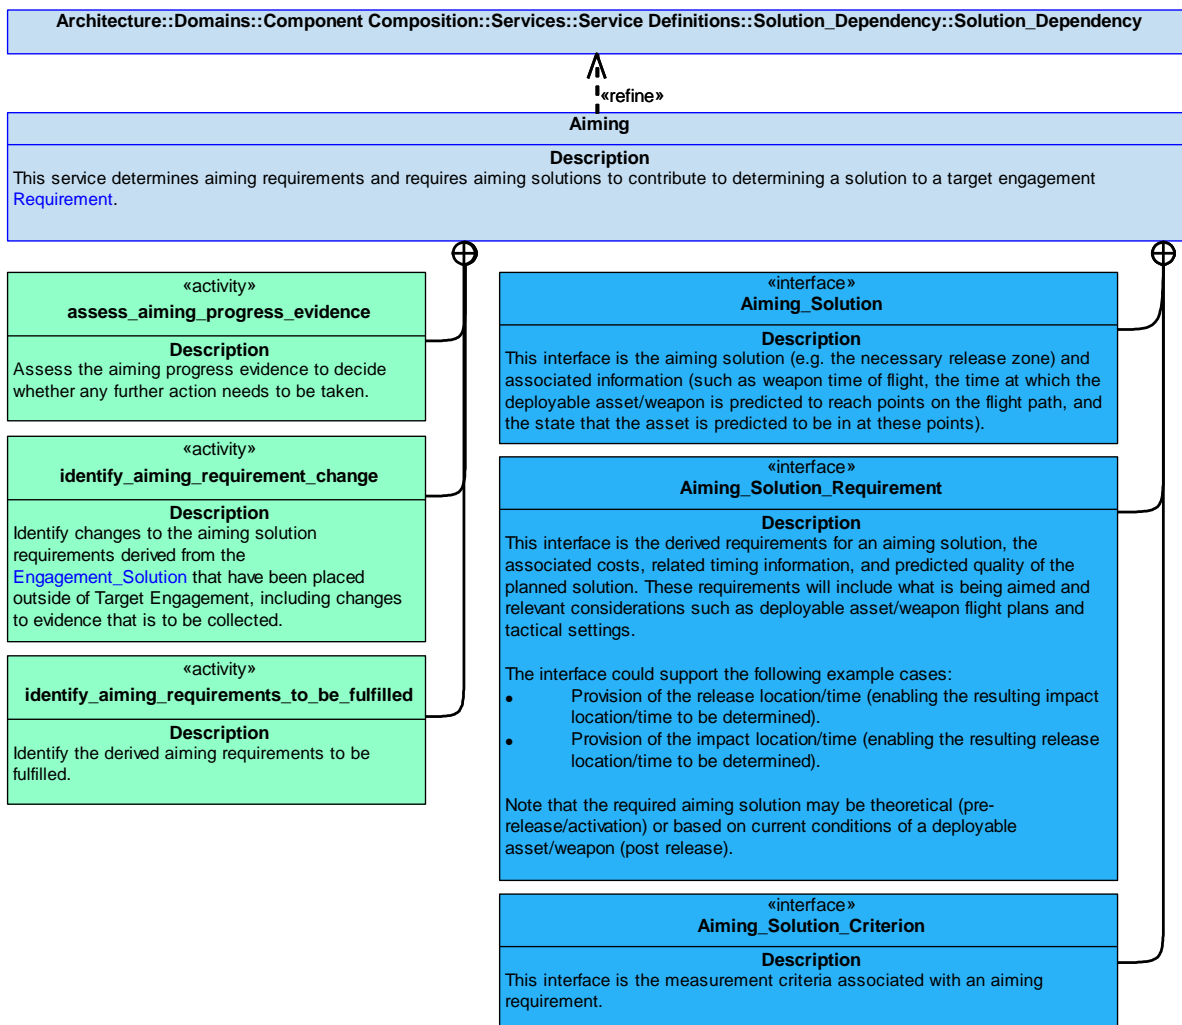 Architecture::Domains::Component Composition::Services::Service Definitions::Solution_Dependency::Solution_Dependency
«refine»
Aiming
Description
This service determines aiming requirements and requires aiming solutions to contribute to determining a solution to a target engagement
Requirement.
«activity»
assess_aiming_progress_evidence
Description
Assess the aiming progress evidence to decide
whether any further action needs to be taken.
«activity»
identify_aiming_requirement_change
Description
Identify changes to the aiming solution
requirements derived from the
Engagement_Solution that have been placed
outside of Target Engagement, including changes
to evidence that is to be collected.
«activity»
identify_aiming_requirements_to_be_fulfilled
Description
Identify the derived aiming requirements to be
fulfilled.
«interface»
Aiming_Solution
Description
This interface is the aiming solution (e.g. the necessary release zone) and
associated information (such as weapon time of flight, the time at which the
deployable asset/weapon is predicted to reach points on the flight path, and
the state that the asset is predicted to be in at these points).
«interface»
Aiming_Solution_Requirement
Description
This interface is the derived requirements for an aiming solution, the
associated costs, related timing information, and predicted quality of the
planned solution. These requirements will include what is being aimed and
relevant considerations such as deployable asset/weapon flight plans and
tactical settings.
The interface could support the following example cases:
• Provision of the release location/time (enabling the resulting impact
location/time to be determined).
• Provision of the impact location/time (enabling the resulting release
location/time to be determined).
Note that the required aiming solution may be theoretical (pre-
release/activation) or based on current conditions of a deployable
asset/weapon (post release).
«interface»
Aiming_Solution_Criterion
Description
This interface is the measurement criteria associated with an aiming
requirement.